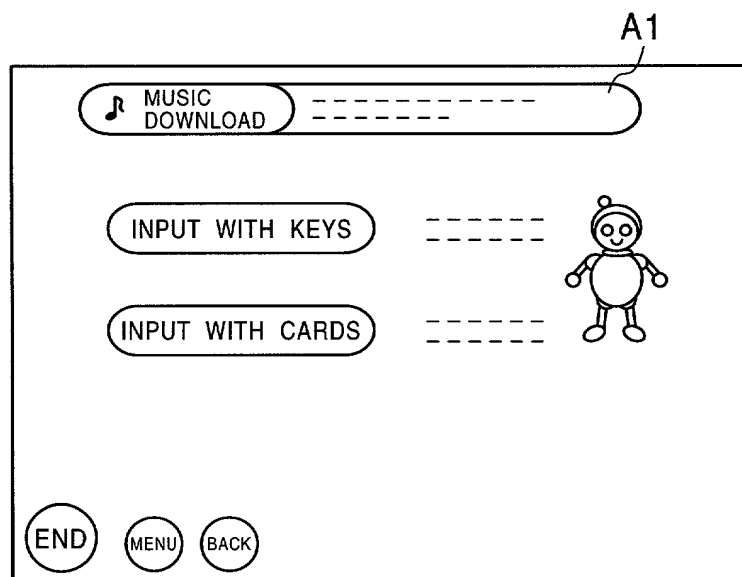 A1
MUSIC
DOWNLOAD
INPUT WITH KEYS
INPUT WITH CARDS
END
MENU
BACK